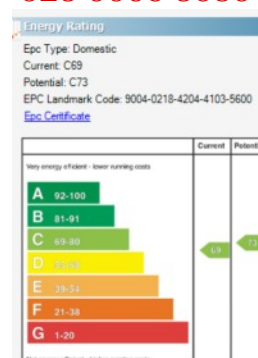 Energy Rating
Epc Type: Domestic
Current: C69
Potential: C73
EPC Landmark Code: 9004-0218-4204-4103-5600
Epc Certificate
Current Potenti
Very energy efficient - lower running costs
A 92-100
B 81-91
C 69-80
69
73
D
E 39-54
F 21-38
G 1-20